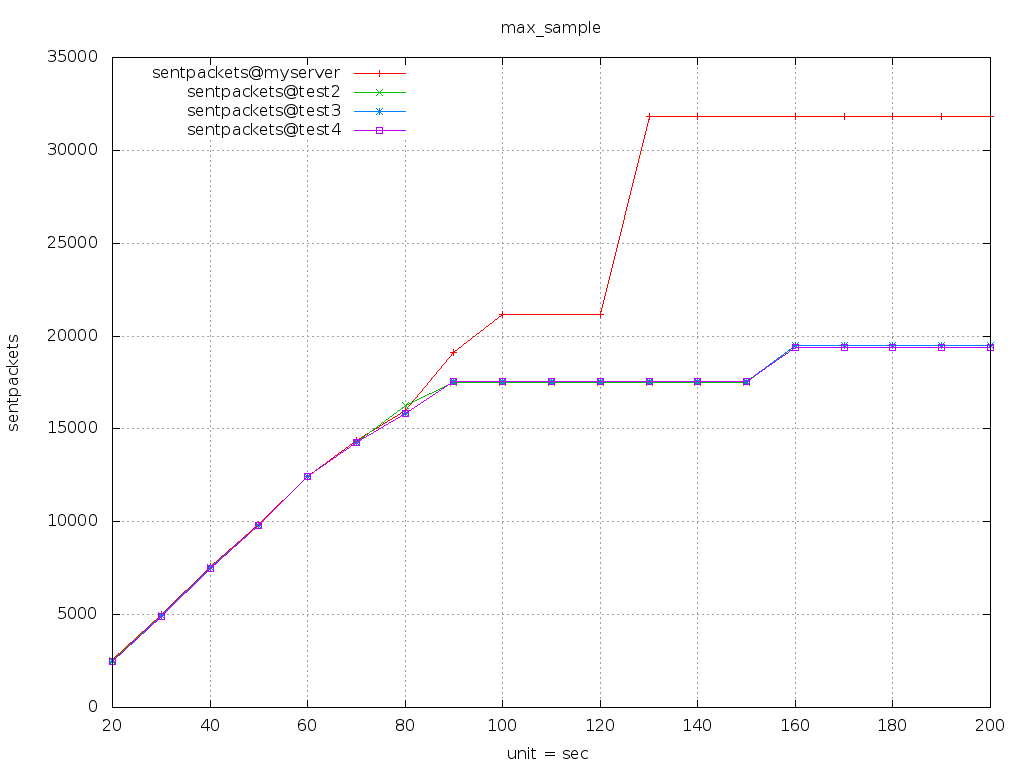 max_sample
35000
30000
25000
20000
15000
10000
5000
0
sentpackets@myserver
sentpackets@test2
sentpackets@test3
sentpackets@test4
sentpackets
20 40 60 80 100 120 140 160 180 200
unit = sec